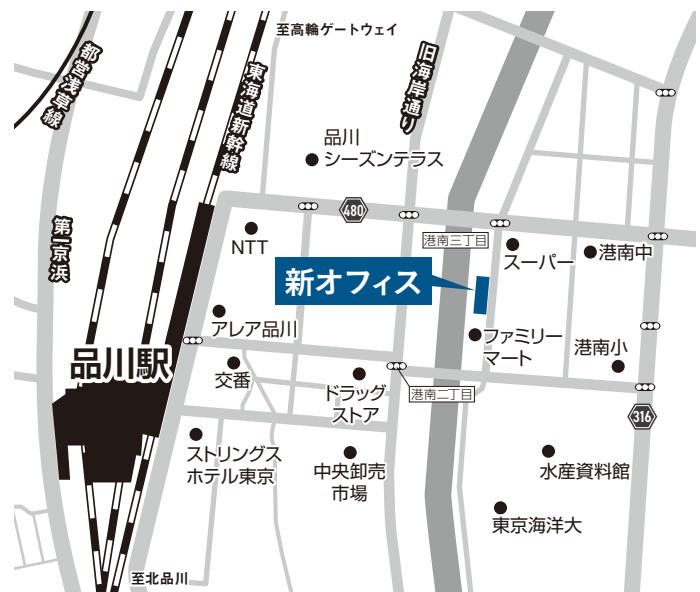 至高輪ゲートウェイ
都営浅草線
東海道新幹線
旧海岸通り
品川
シーズンテラス
第一京浜
480
NTT
港南三丁目
スーパー
港南中
新オフィス
アレア品川
ファミリー
マート
品川駅
交番
ドラッグ
ストア
港南二丁目
港南小
316
ストリングス
ホテル東京
中央卸売
市場
水産資料館
東京海洋大
至北品川